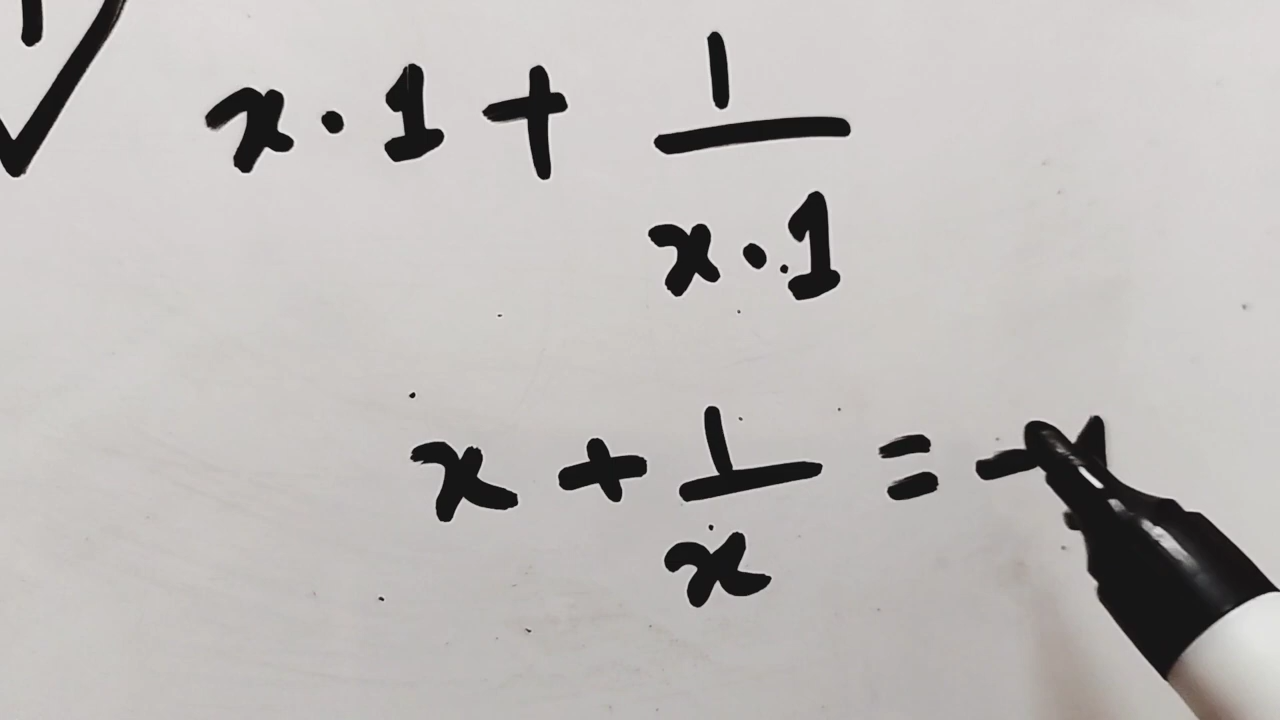 x · 1 + 1/(x · 1)
x + 1/x = -